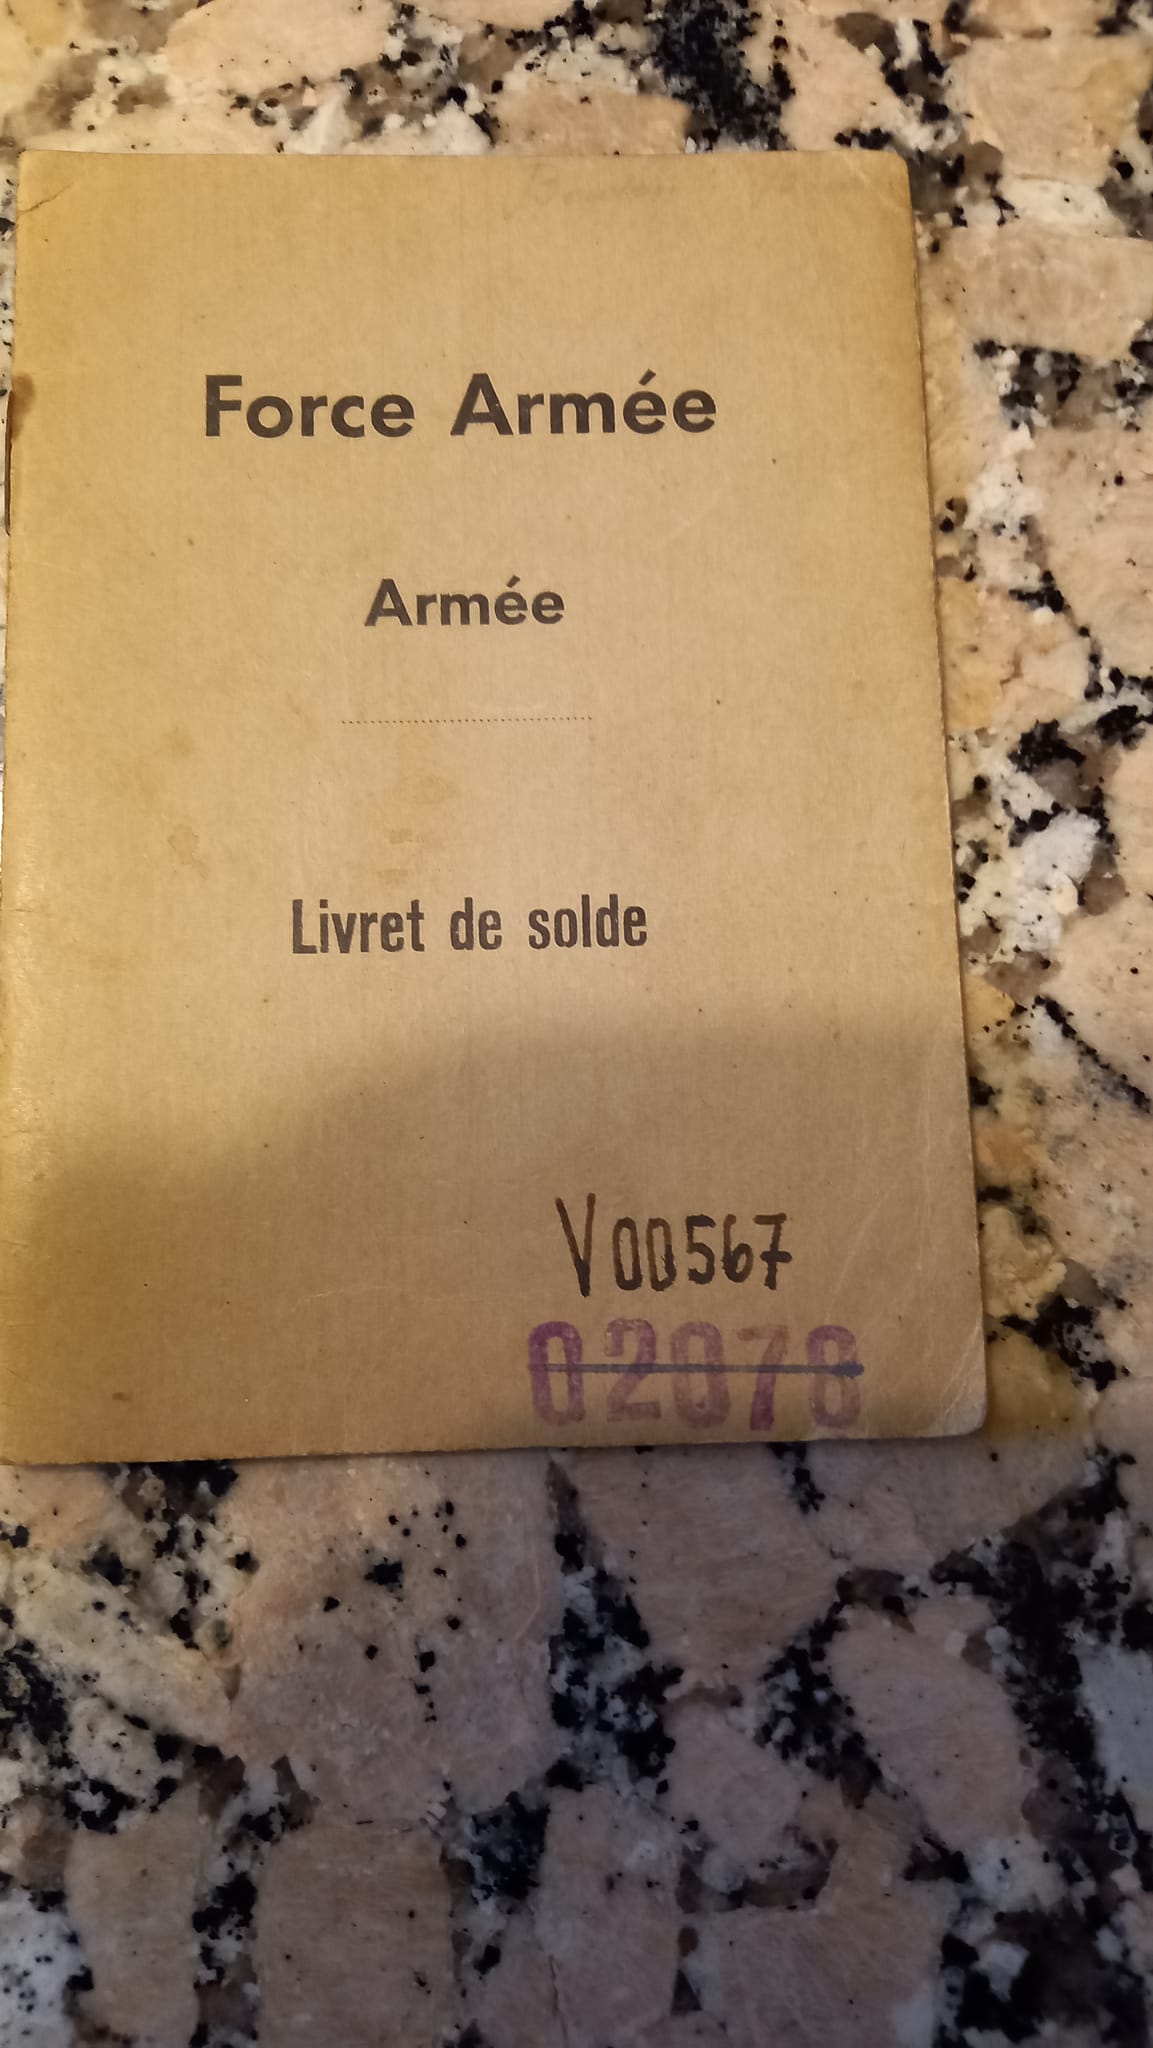 Force Armée
Armée
Livret de solde
V00567
02078